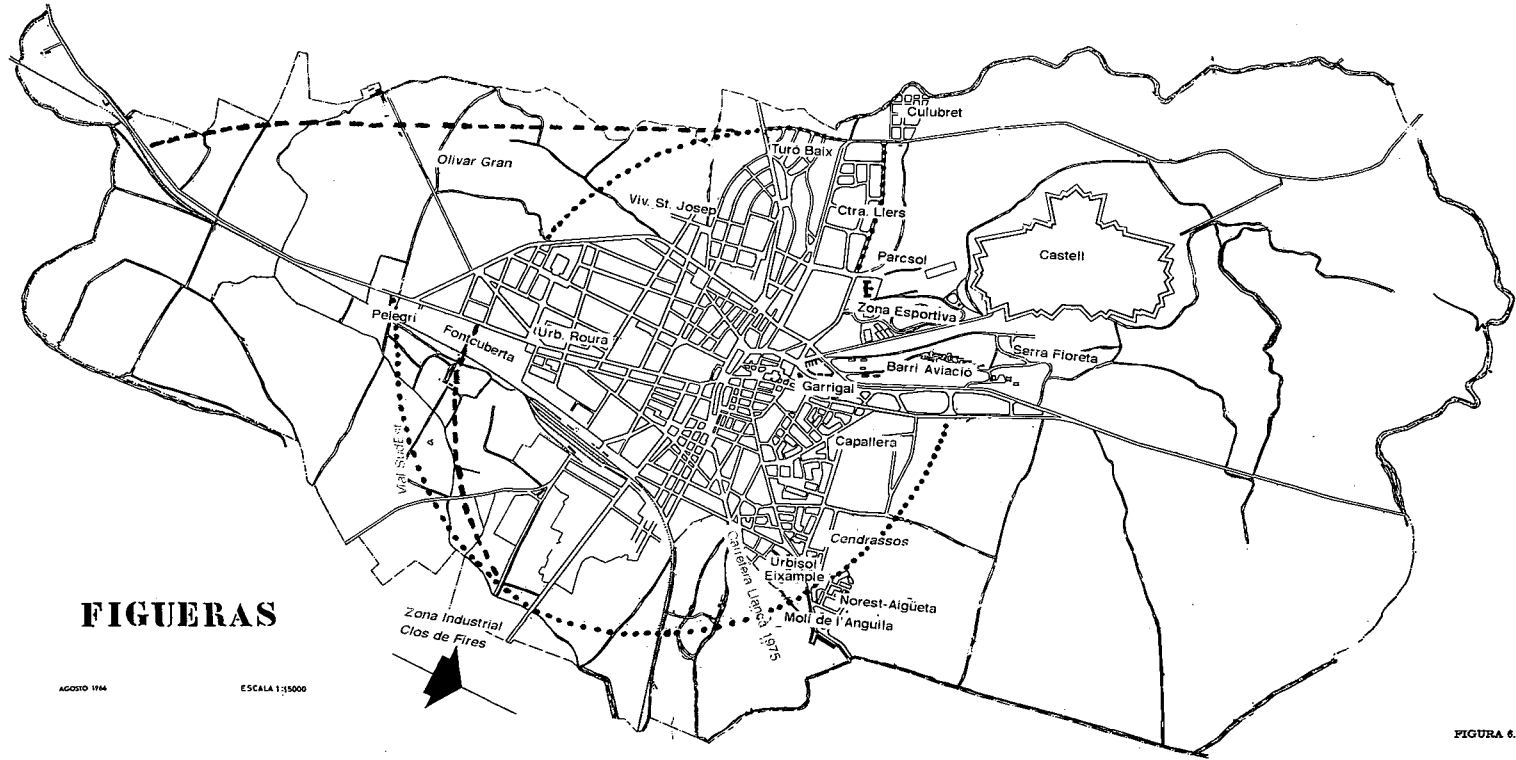 Culubret
Turó Baix
Olivar Gran
Viv. St. Josep
Ctra. Llers
Parcsol
Castell
Zona Esportiva
Pelegrí
Fontcuberta
Urb. Roura
Serra Floreta
Barri Aviació
Garrigal
Capallera
Vial SudEst
Cendrassos
Carretera Llançà 1975
Urbisol
Eixample
Norest-Aigüeta
Molí de l'Anguila
Zona Industrial
Clos de Fires
FIGUERAS
AGOSTO 1966
ESCALA 1:15000
FIGURA 6.